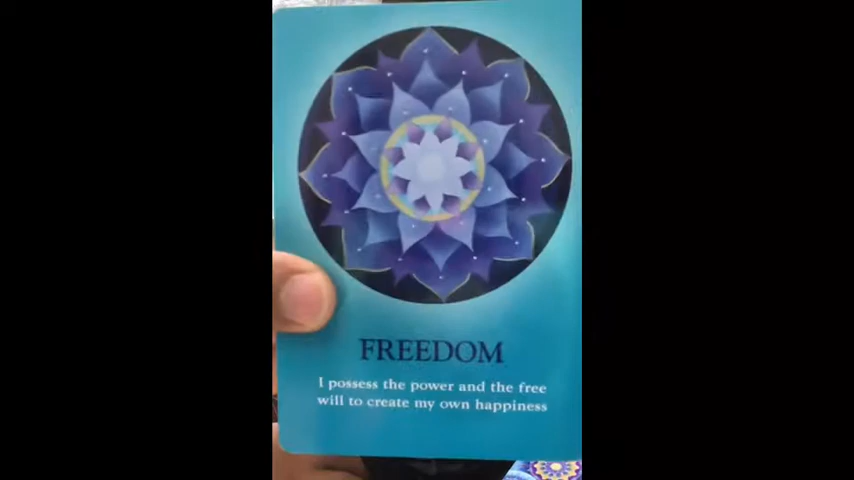 FREEDOM
I possess the power and the free
will to create my own happiness